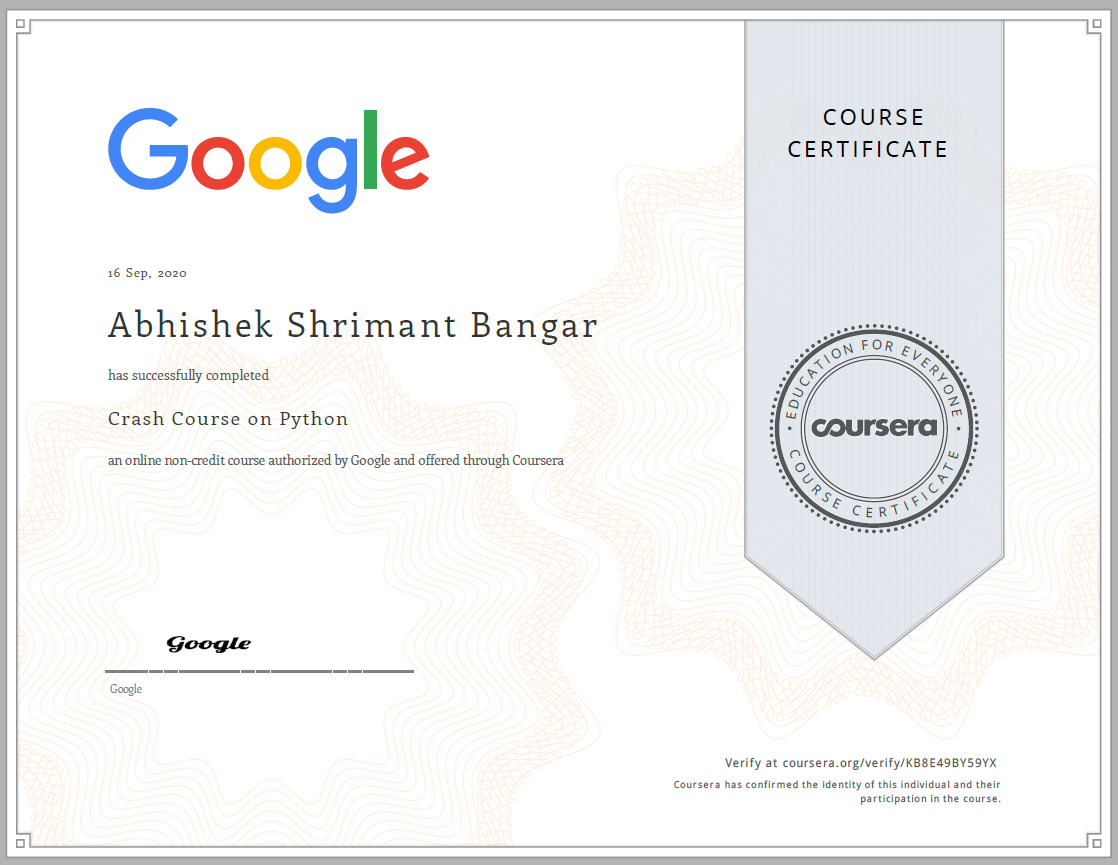 Google
COURSE
CERTIFICATE
16 Sep, 2020
Abhishek Shrimant Bangar
has successfully completed
Crash Course on Python
an online non-credit course authorized by Google and offered through Coursera
EDUCATION FOR EVERYONE
coursera
COURSE CERTIFICATE
Google
Google
Verify at coursera.org/verify/KB8E49BY59YX
Coursera has confirmed the identity of this individual and their
participation in the course.